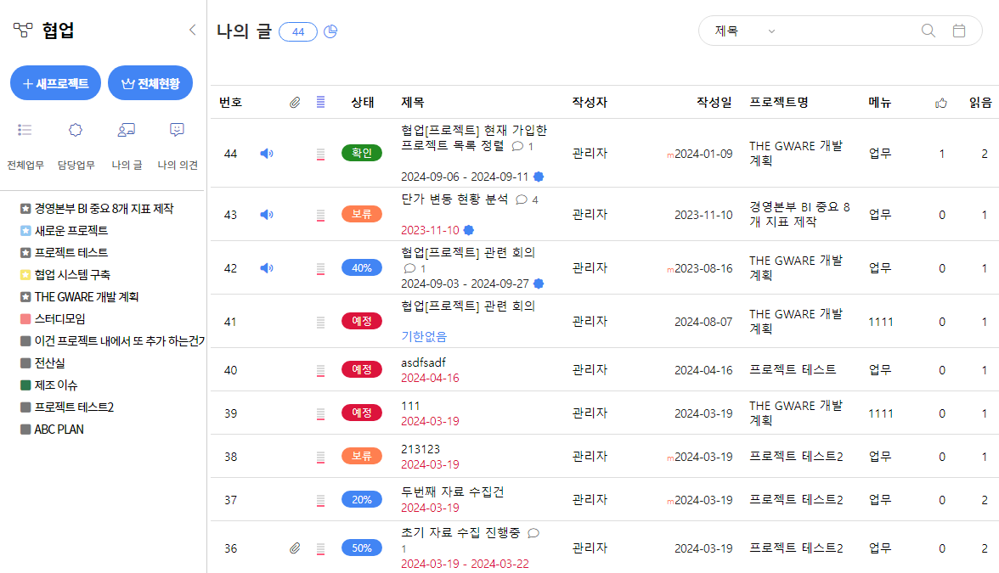 협업
새프로젝트
전체현황
전체업무 담당업무 나의 글 나의 의견
경영본부 BI 중요 8개 지표 제작
새로운 프로젝트
프로젝트 테스트
협업 시스템 구축
THE GWARE 개발 계획
스터디모임
이건 프로젝트 내에서 또 추가 하는건가
전산실
제조 이슈
프로젝트 테스트2
ABC PLAN
나의 글 44
제목
번호 상태 제목 작성자 작성일 프로젝트명 메뉴 읽음
협업[프로젝트] 현재 가입한
프로젝트 목록 정렬 1
2024-09-06 - 2024-09-11
44 확인 관리자 m2024-01-09 THE GWARE 개발
계획
업무 1 2
단가 변동 현황 분석 4
2023-11-10
43 보류 관리자 2023-11-10 경영본부 BI 중요 8
개 지표 제작
업무 0 1
협업[프로젝트] 관련 회의
1
2024-09-03 - 2024-09-27
42 40% 관리자 m2023-08-16 THE GWARE 개발
계획
업무 0 1
협업[프로젝트] 관련 회의
기한없음
41 예정 관리자 2024-08-07 THE GWARE 개발
계획
1111 0 1
asdfsadf
2024-04-16
40 예정 관리자 2024-04-16 프로젝트 테스트 업무 0 1
111
2024-03-19
39 예정 관리자 2024-03-19 THE GWARE 개발
계획
1111 0 1
213123
2024-03-19
38 보류 관리자 m2024-03-19 프로젝트 테스트2 업무 0 1
두번째 자료 수집건
2024-03-19
37 20% 관리자 m2024-03-19 프로젝트 테스트2 업무 0 2
초기 자료 수집 진행중
1
2024-03-19 - 2024-03-22
36 50% 관리자 2024-03-19 프로젝트 테스트2 업무 0 2